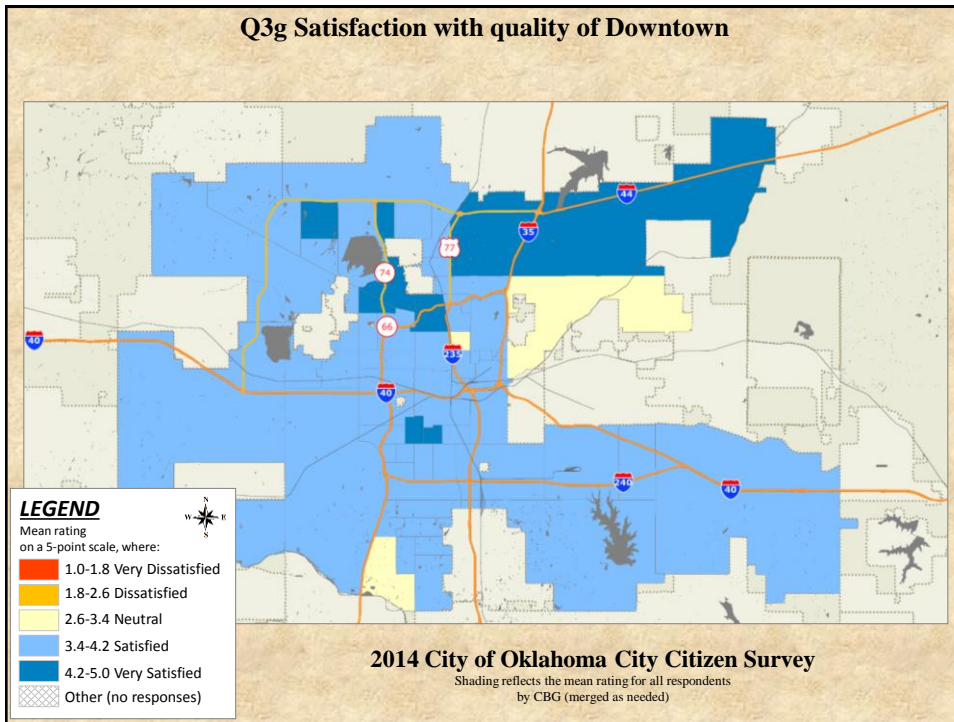 Q3g Satisfaction with quality of Downtown
44
35
77
74
66
40
235
40
240
40
LEGEND
N
W E
S
Mean rating
on a 5-point scale, where:
1.0-1.8 Very Dissatisfied
1.8-2.6 Dissatisfied
2.6-3.4 Neutral
3.4-4.2 Satisfied
4.2-5.0 Very Satisfied
Other (no responses)
2014 City of Oklahoma City Citizen Survey
Shading reflects the mean rating for all respondents
by CBG (merged as needed)